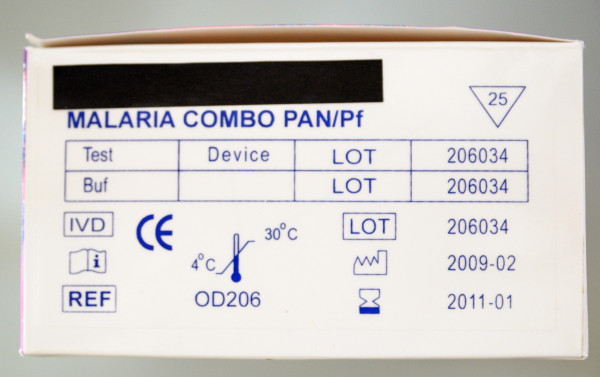 MALARIA COMBO PAN/Pf
25
Test Device LOT 206034
Buf LOT 206034
IVD CE LOT 206034
30°C
4°C
i 2009-02
REF OD206 2011-01